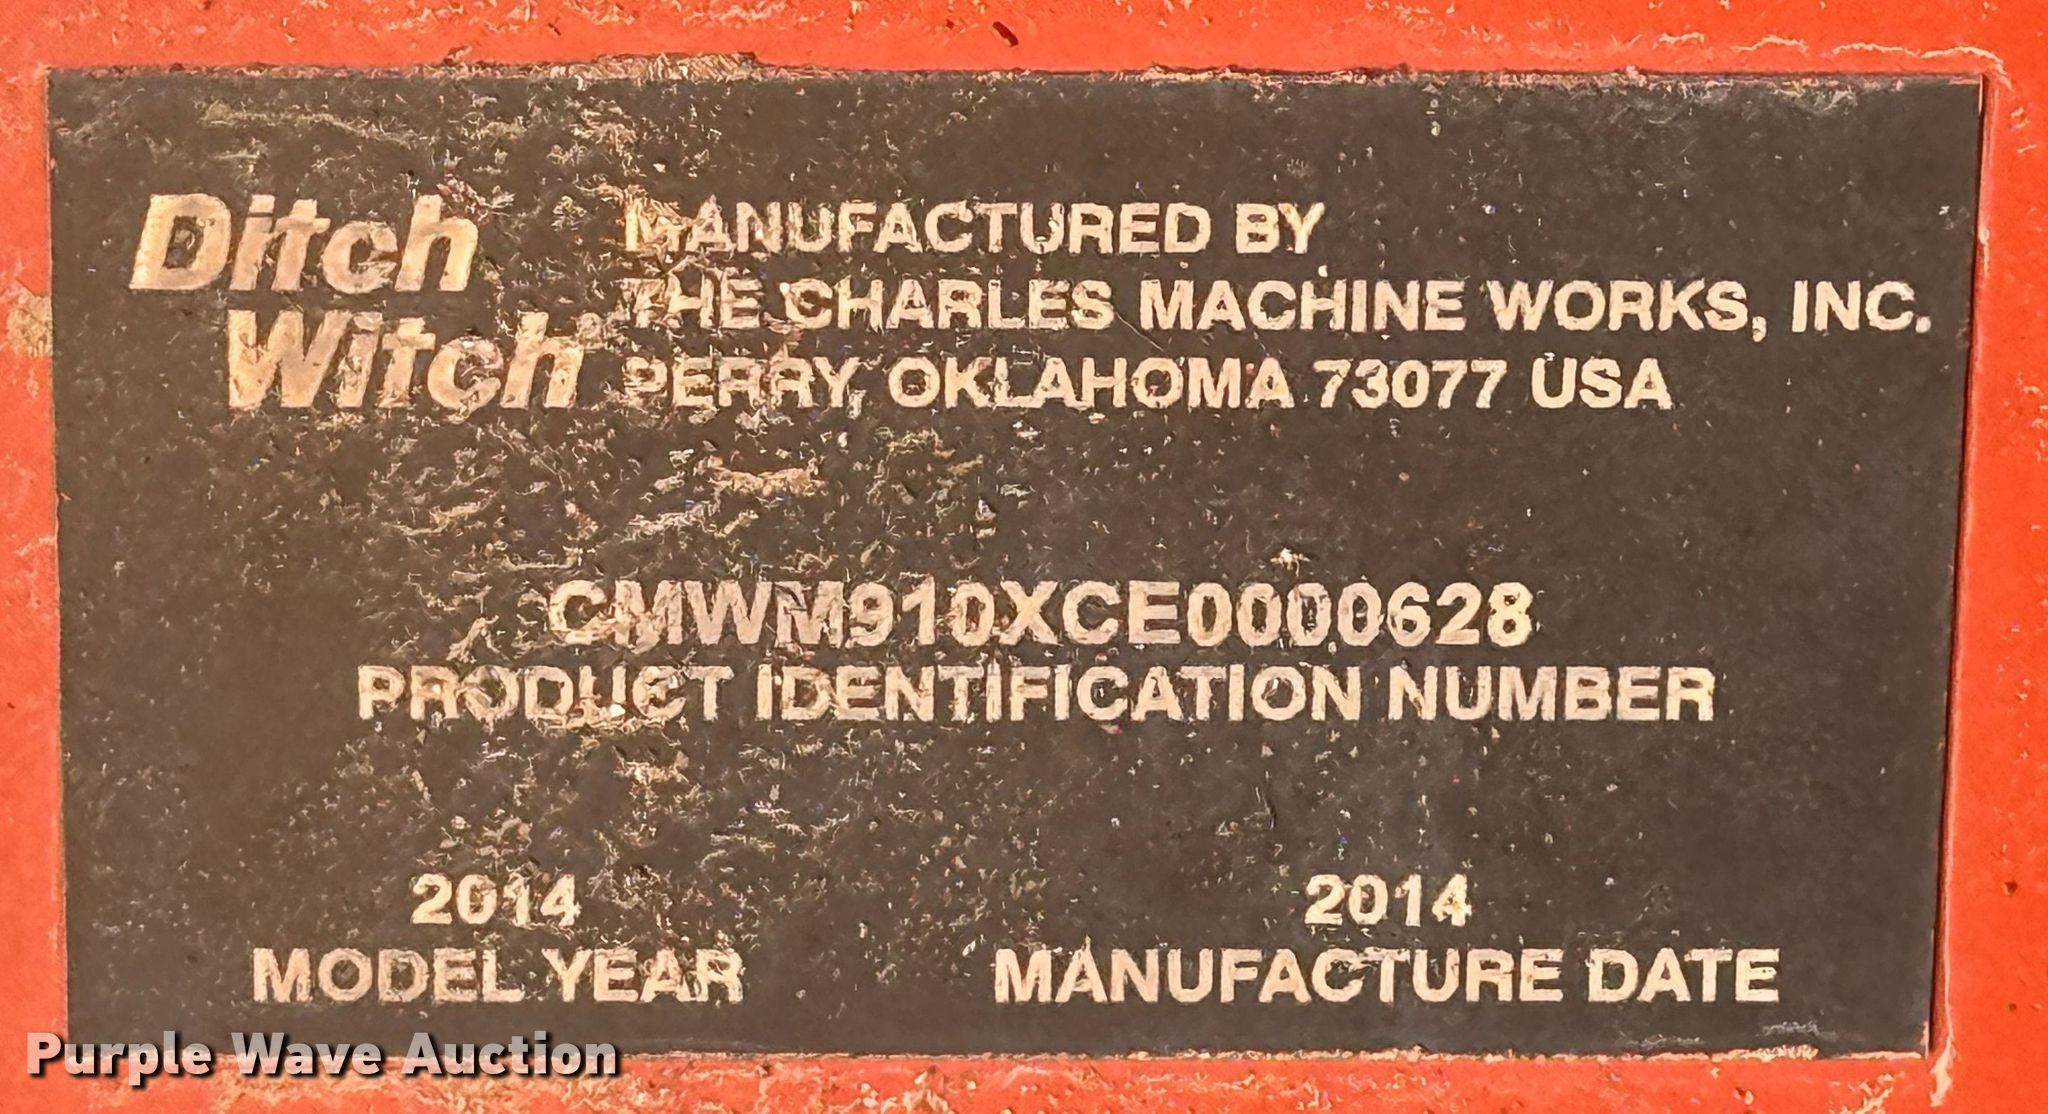 Ditch Witch®
MANUFACTURED BY
THE CHARLES MACHINE WORKS, INC.
PERRY, OKLAHOMA 73077 USA
CMWM910XCE0000628
PRODUCT IDENTIFICATION NUMBER
2014
MODEL YEAR
2014
MANUFACTURE DATE
Purple Wave Auction